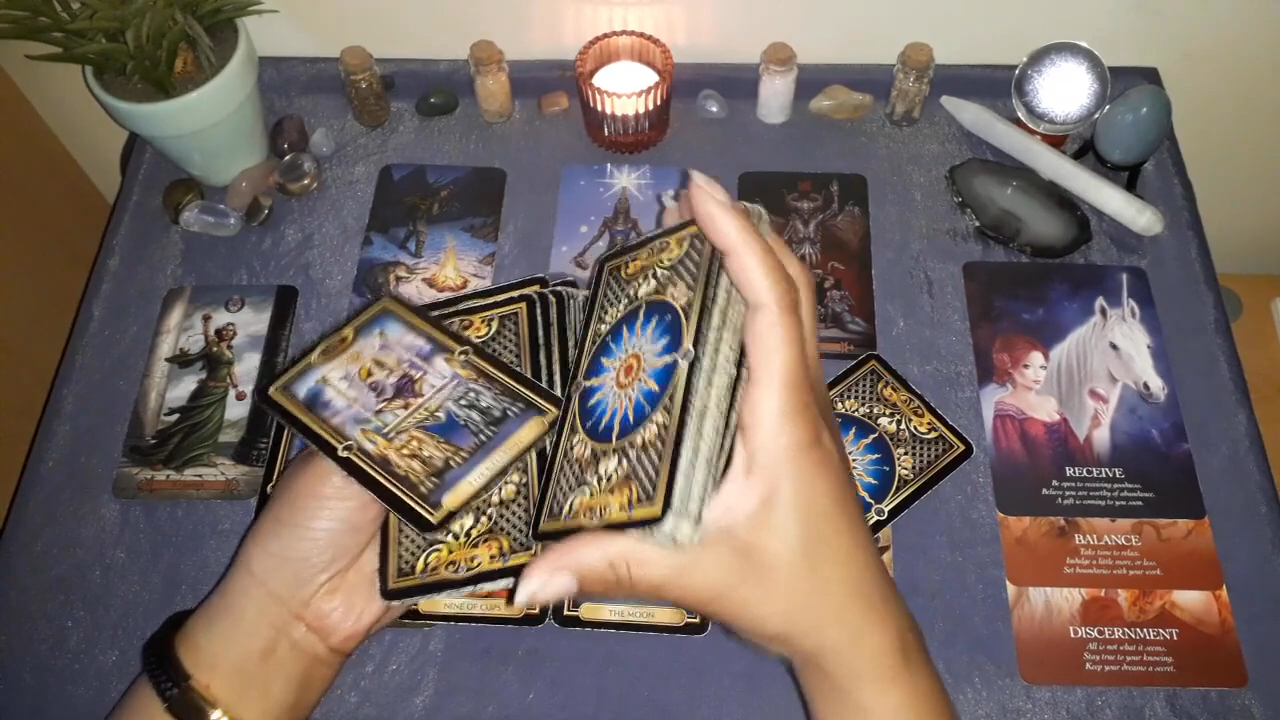 RECEIVE
Be open to receiving goodness.
Believe you are worthy of abundance.
A gift is coming to you soon.
BALANCE
Take time to relax.
Indulge a little more, or less.
Set boundaries with your work.
NINE OF CUPS
THE MOON
DISCERNMENT
All is not what it seems.
Stay true to your knowing.
Keep your dreams a secret.